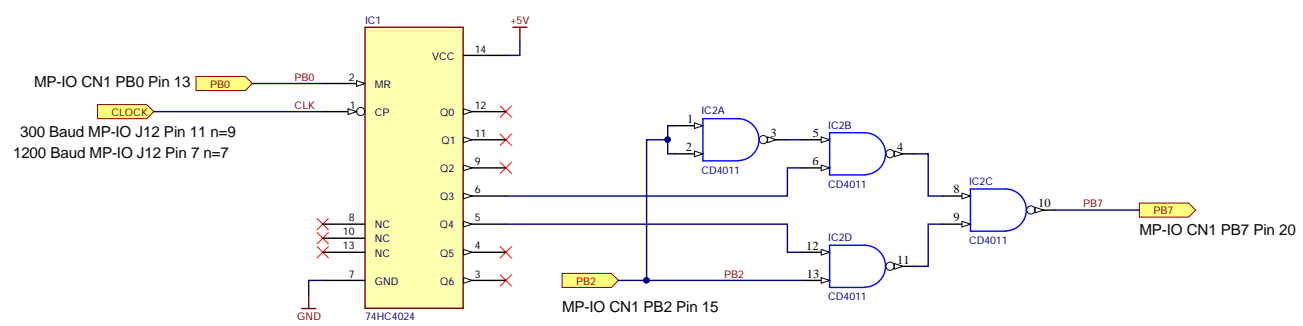 IC1
+5V
VCC 14
MP-IO CN1 PB0 Pin 13 PB0 PB0 2 MR
CLOCK CLK 1 CP
300 Baud MP-IO J12 Pin 11 n=9
1200 Baud MP-IO J12 Pin 7 n=7
Q0 12
Q1 11
Q2 9
Q3 6
Q4 5
Q5 4
Q6 3
8 NC
10 NC
13 NC
7 GND
GND
74HC4024
IC2A
1
2
3
CD4011
IC2B
5
6
4
CD4011
IC2C
8
9
10
CD4011
PB7 PB7
MP-IO CN1 PB7 Pin 20
IC2D
12
13
11
CD4011
PB2 PB2
MP-IO CN1 PB2 Pin 15